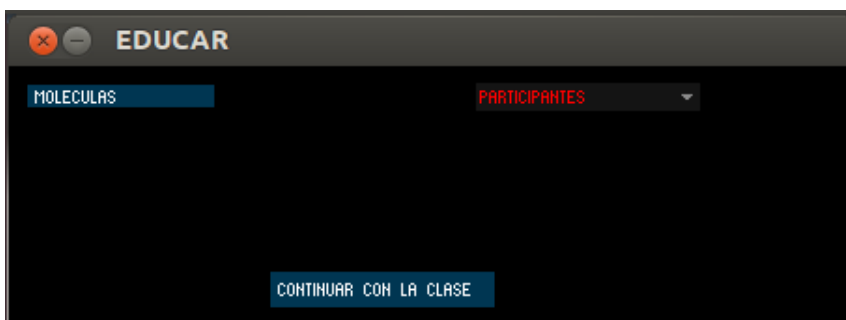 EDUCAR
MOLECULAS
PARTICIPANTES
CONTINUAR CON LA CLASE